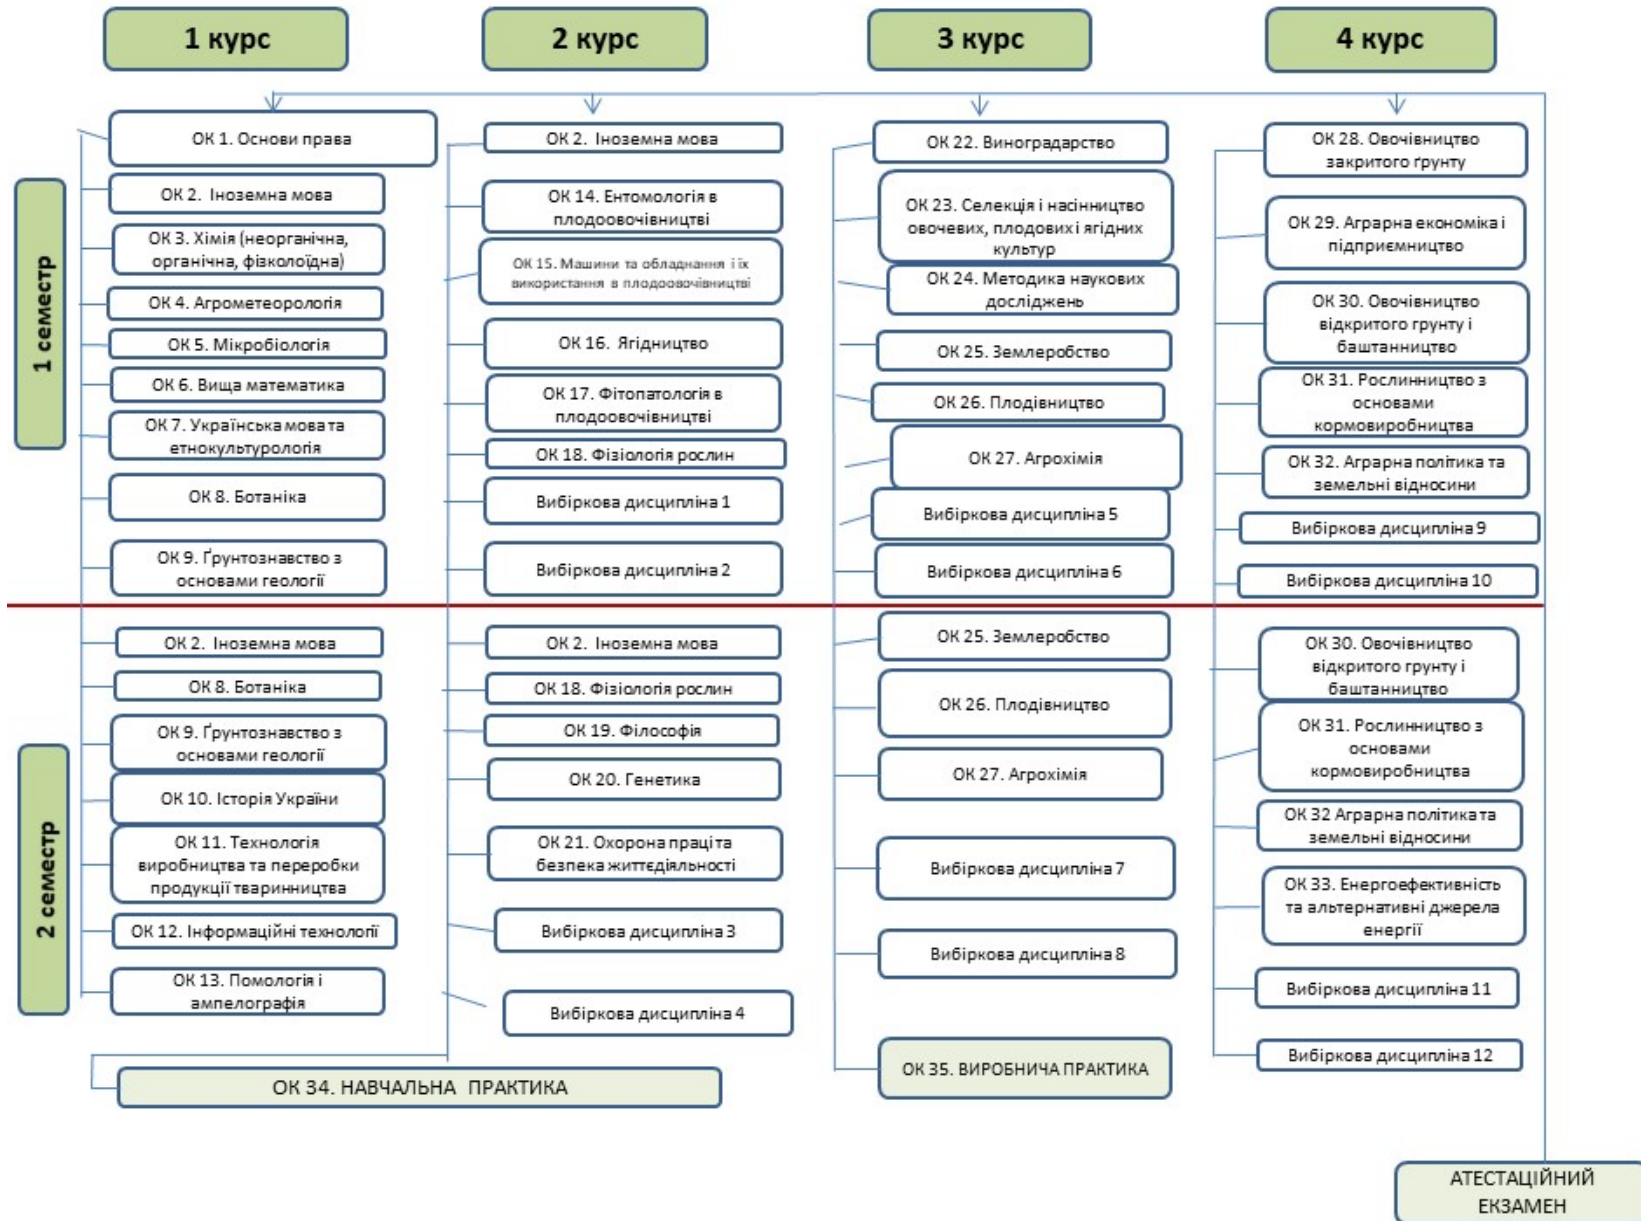 1 курс
2 курс
3 курс
4 курс
1 семестр
ОК 1. Основи права
ОК 2. Іноземна мова
ОК 3. Хімія (неорганічна,
органічна, фізколоїдна)
ОК 4. Агрометеорологія
ОК 5. Мікробіологія
ОК 6. Вища математика
ОК 7. Українська мова та
етнокультурологія
ОК 8. Ботаніка
ОК 9. Ґрунтознавство з
основами геології
ОК 2. Іноземна мова
ОК 14. Ентомологія в
плодоовочівництві
ОК 15. Машини та обладнання і їх
використання в плодоовочівництві
ОК 16. Ягідництво
ОК 17. Фітопатологія в
плодоовочівництві
ОК 18. Фізіологія рослин
Вибіркова дисципліна 1
Вибіркова дисципліна 2
ОК 22. Виноградарство
ОК 23. Селекція і насінництво
овочевих, плодових і ягідних
культур
ОК 24. Методика наукових
досліджень
ОК 25. Землеробство
ОК 26. Плодівництво
ОК 27. Агрохімія
Вибіркова дисципліна 5
Вибіркова дисципліна 6
ОК 28. Овочівництво
закритого ґрунту
ОК 29. Аграрна економіка і
підприємництво
ОК 30. Овочівництво
відкритого грунту і
баштанництво
ОК 31. Рослинництво з
основами
кормовиробництва
ОК 32. Аграрна політика та
земельні відносини
Вибіркова дисципліна 9
Вибіркова дисципліна 10
2 семестр
ОК 2. Іноземна мова
ОК 8. Ботаніка
ОК 9. Ґрунтознавство з
основами геології
ОК 10. Історія України
ОК 11. Технологія
виробництва та переробки
продукції тваринництва
ОК 12. Інформаційні технології
ОК 13. Помологія і
ампелографія
ОК 2. Іноземна мова
ОК 18. Фізіологія рослин
ОК 19. Філософія
ОК 20. Генетика
ОК 21. Охорона праці та
безпека життєдіяльності
Вибіркова дисципліна 3
Вибіркова дисципліна 4
ОК 34. НАВЧАЛЬНА ПРАКТИКА
ОК 25. Землеробство
ОК 26. Плодівництво
ОК 27. Агрохімія
Вибіркова дисципліна 7
Вибіркова дисципліна 8
ОК 35. ВИРОБНИЧА ПРАКТИКА
ОК 30. Овочівництво
відкритого грунту і
баштанництво
ОК 31. Рослинництво з
основами
кормовиробництва
ОК 32 Аграрна політика та
земельні відносини
ОК 33. Енергоефективність
та альтернативні джерела
енергії
Вибіркова дисципліна 11
Вибіркова дисципліна 12
АТЕСТАЦІЙНИЙ
ЕКЗАМЕН